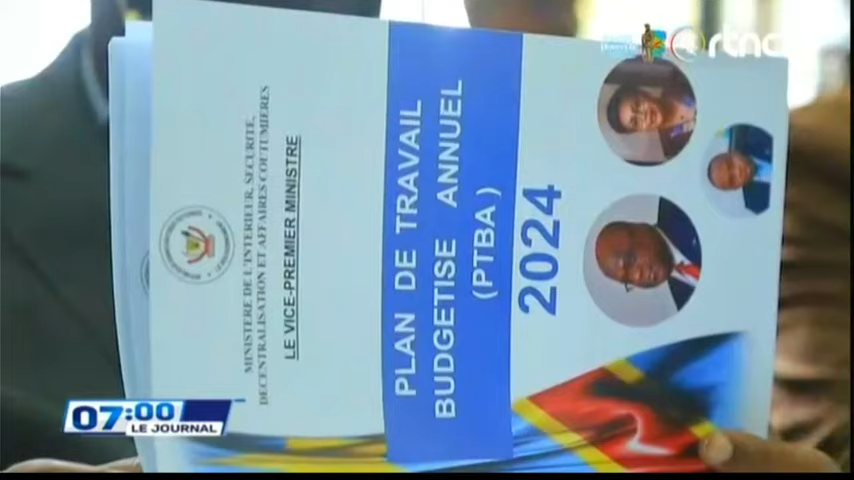 MINISTERE DE L'INTERIEUR, SECURITE,
DECENTRALISATION ET AFFAIRES COUTUMIERES
LE VICE-PREMIER MINISTRE
PLAN DE TRAVAIL
BUDGETISE ANNUEL
(PTBA)
2024
rtnc
07:00
LE JOURNAL